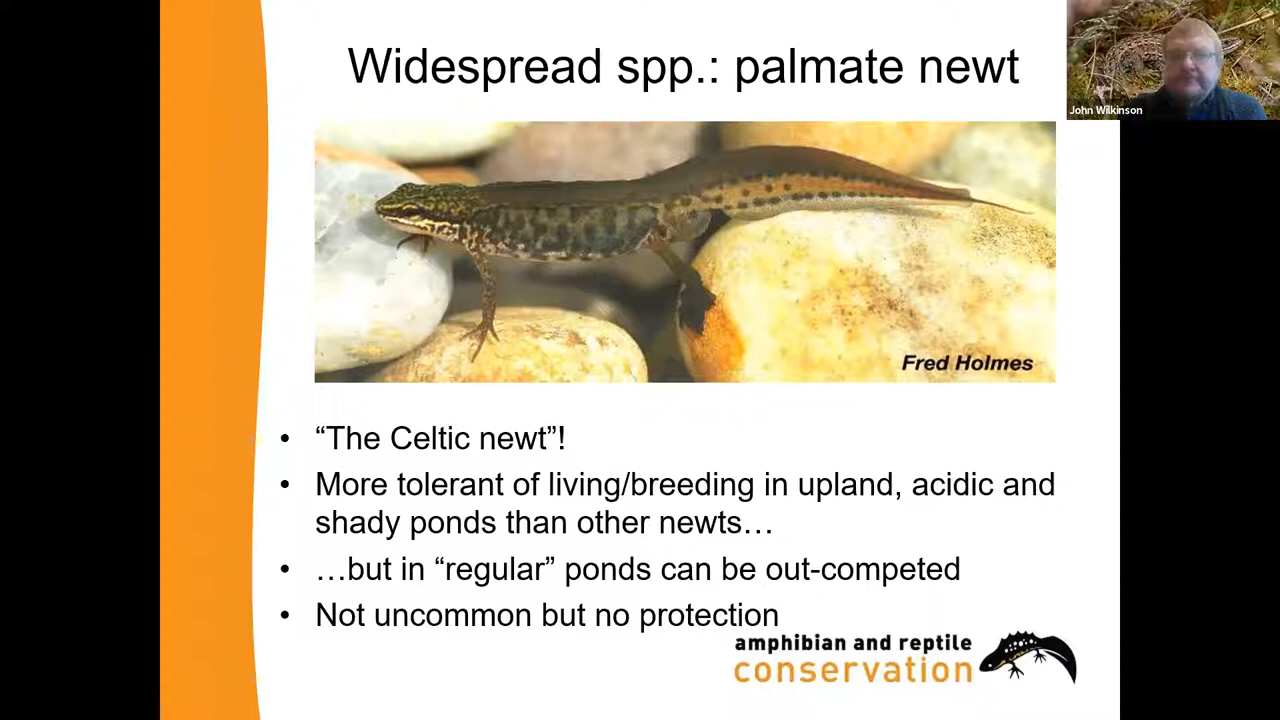 Widespread spp.: palmate newt
John Wilkinson
Fred Holmes
• “The Celtic newt”!
• More tolerant of living/breeding in upland, acidic and
shady ponds than other newts…
• …but in “regular” ponds can be out-competed
• Not uncommon but no protection
amphibian and reptile
conservation